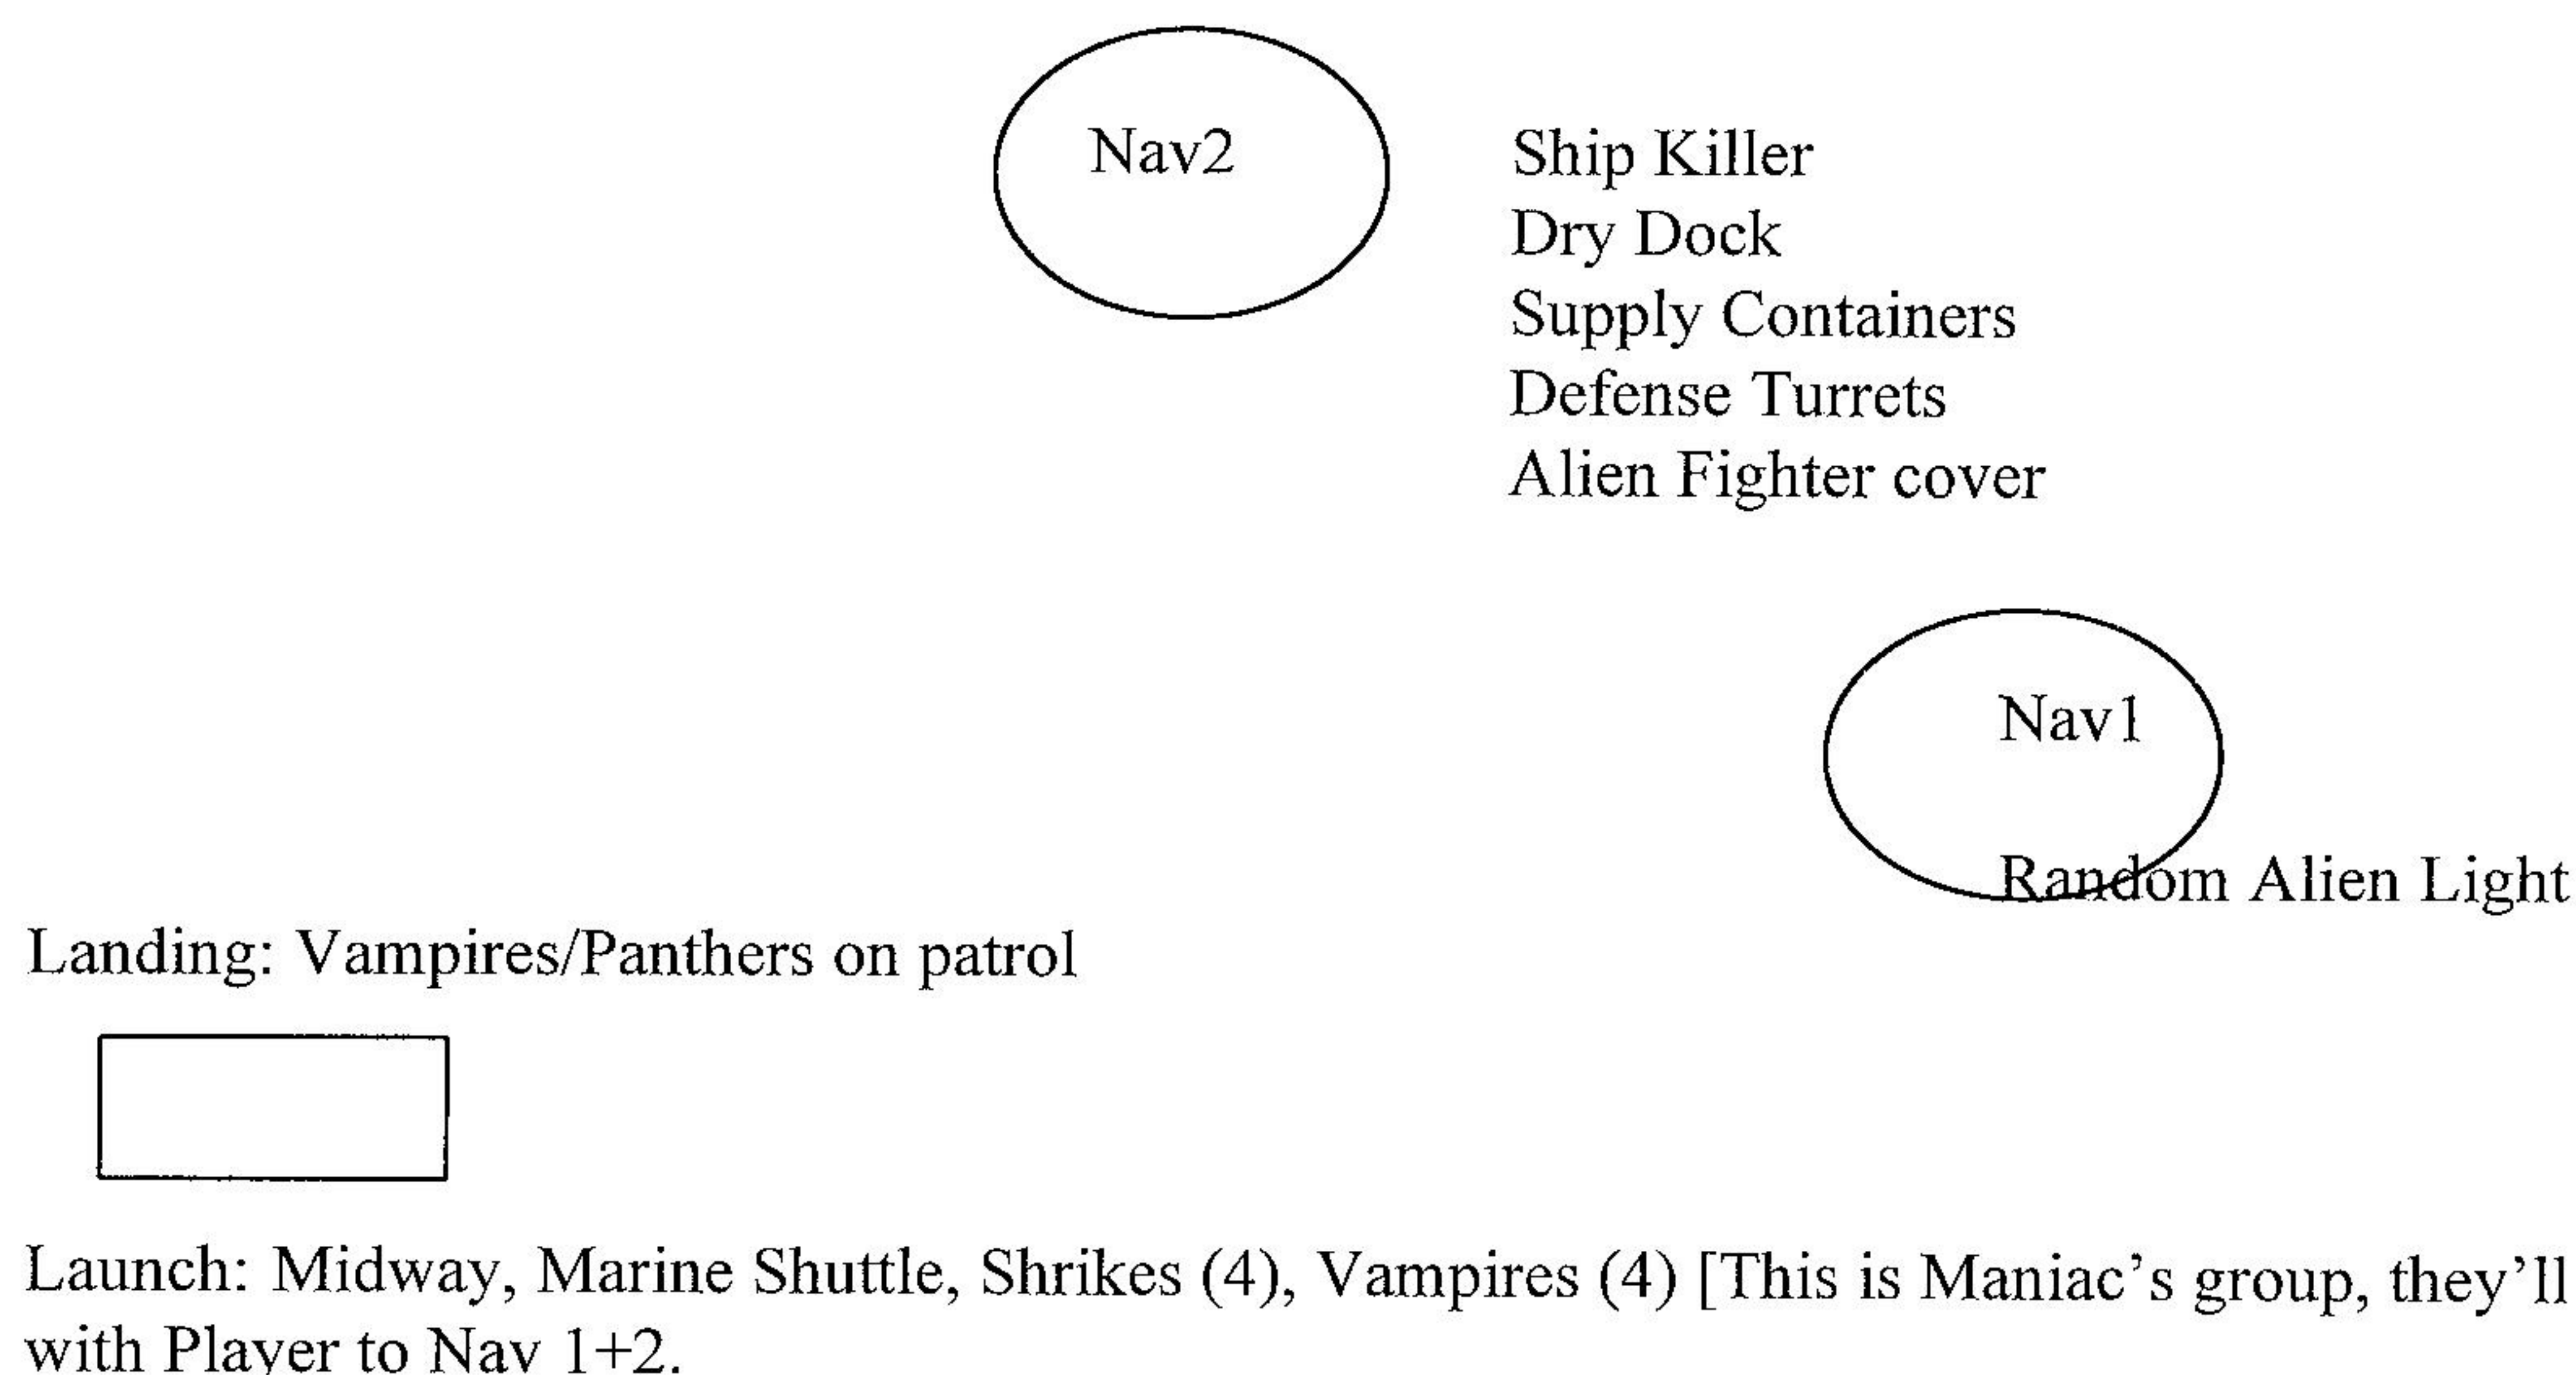 Nav2
Ship Killer
Dry Dock
Supply Containers
Defense Turrets
Alien Fighter cover
Nav1
Random Alien Light
Landing: Vampires/Panthers on patrol
Launch: Midway, Marine Shuttle, Shrikes (4), Vampires (4) [This is Maniac's group, they'll
with Player to Nav 1+2.